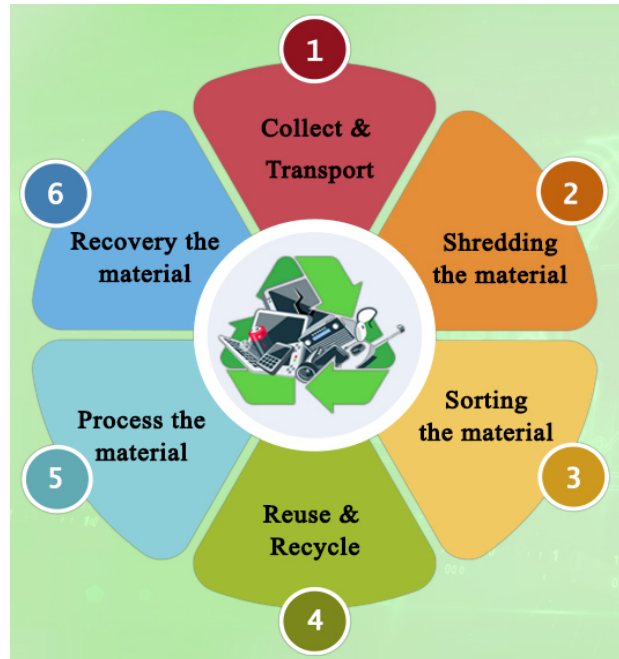 1
Collect &
Transport
2
Shredding
the material
3
Sorting
the material
4
Reuse &
Recycle
5
Process the
material
6
Recovery the
material